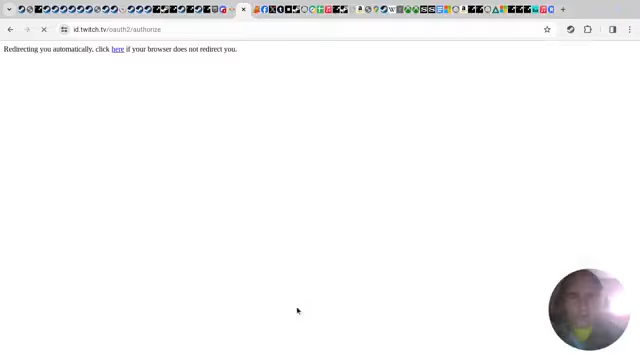 id.twitch.tv/oauth2/authorize
Redirecting you automatically, click here if your browser does not redirect you.